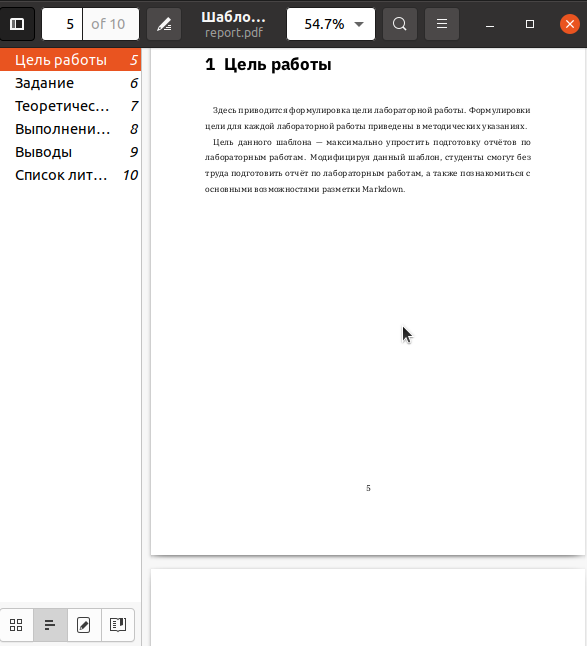 5 of 10
Шабло...
report.pdf
54.7%
Цель работы 5
Задание 6
Теоретичес... 7
Выполнени... 8
Выводы 9
Список лит... 10
1 Цель работы
Здесь приводится формулировка цели лабораторной работы. Формулировки
цели для каждой лабораторной работы приведены в методических указаниях.
Цель данного шаблона — максимально упростить подготовку отчётов по
лабораторным работам. Модифицируя данный шаблон, студенты смогут без
труда подготовить отчёт по лабораторным работам, а также познакомиться с
основными возможностями разметки Markdown.
5